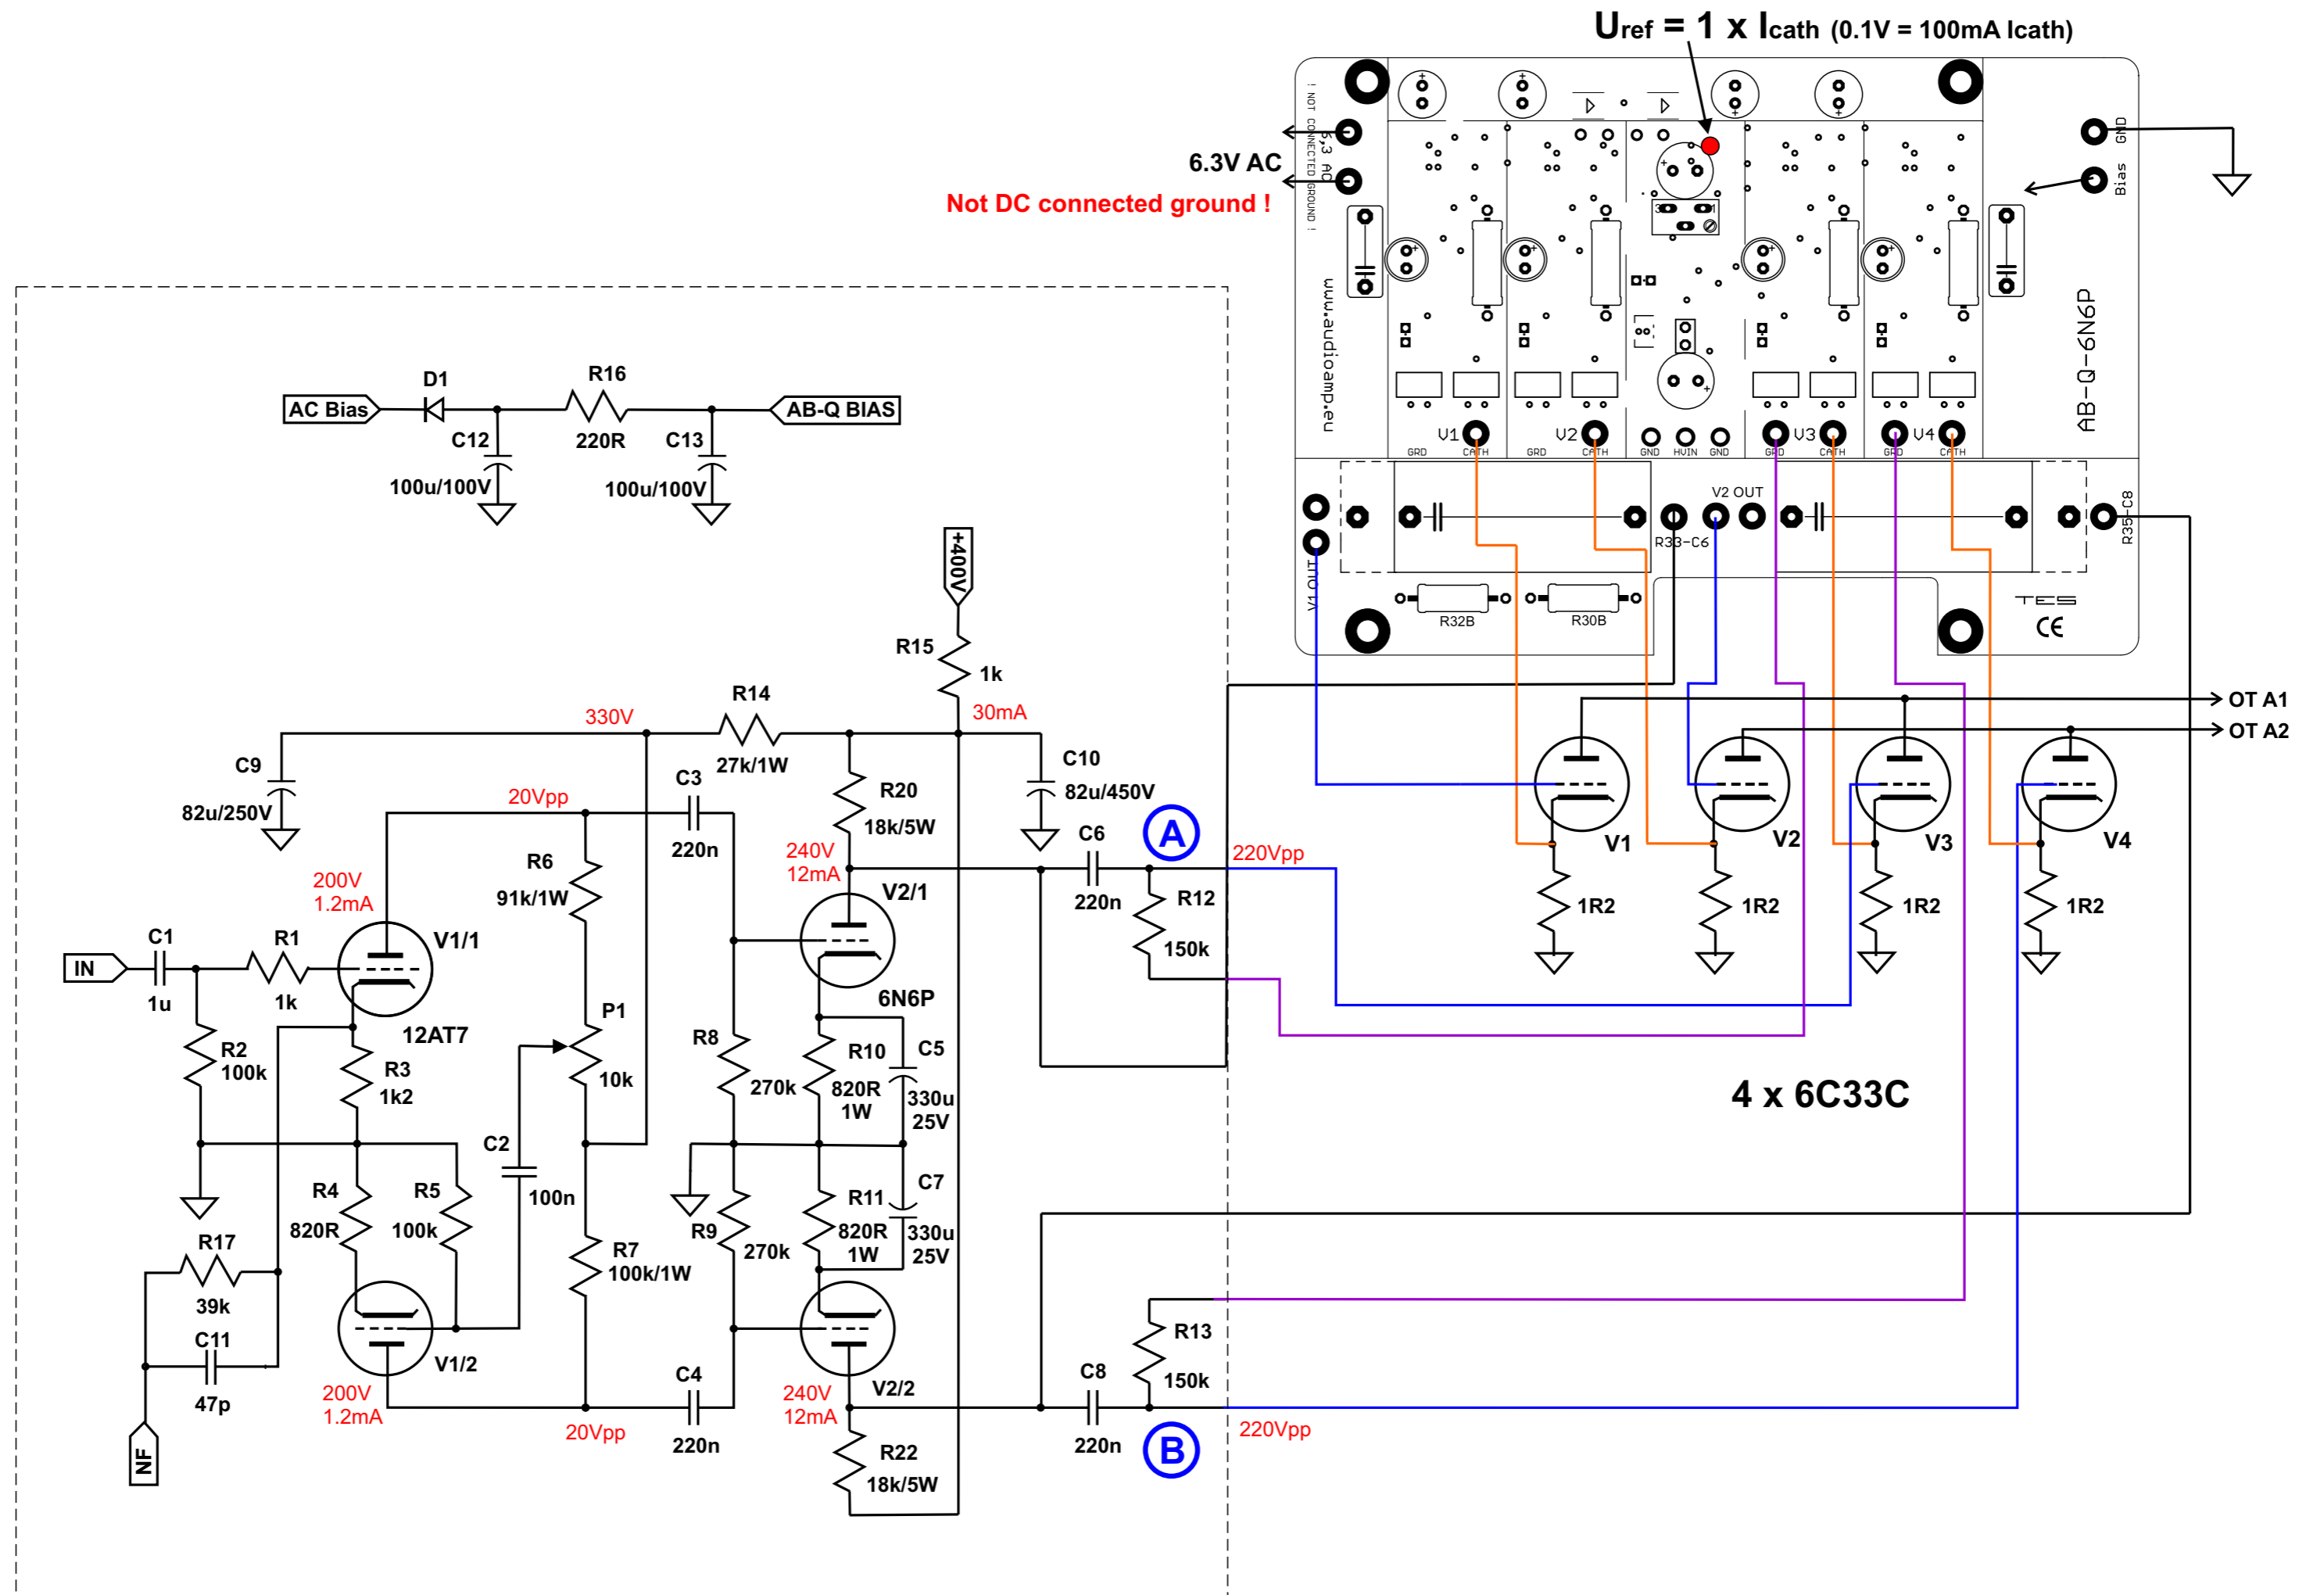 Uref = 1 x Icath (0.1V = 100mA Icath)
! NOT CONNECTED GROUND !
6,3 AC
6.3V AC
Not DC connected ground !
GND
Bias
3
1
www.audioamp.eu
AB-Q-6N6P
V1
V2
V3
V4
GRD
CATH
GRD
CATH
GND
HVIN
GND
GRD
CATH
GRD
CATH
V1 OUT
V2 OUT
R33-C6
R35-C8
R32B
R30B
TES
CE
AC Bias
D1
R16
220R
AB-Q BIAS
C12
100u/100V
C13
100u/100V
+400V
R15
1k
30mA
R14
27k/1W
330V
C9
82u/250V
C10
82u/450V
20Vpp
C3
220n
R20
18k/5W
240V
12mA
C6
220n
A
220Vpp
R12
150k
R6
91k/1W
200V
1.2mA
V1/1
12AT7
V2/1
6N6P
IN
C1
1u
R1
1k
R2
100k
R3
1k2
P1
10k
R8
270k
R10
820R
1W
C5
330u
25V
C2
100n
R4
820R
R5
100k
R17
39k
C11
47p
NF
R7
100k/1W
R9
270k
R11
820R
1W
C7
330u
25V
V1/2
200V
1.2mA
20Vpp
C4
220n
240V
12mA
V2/2
R22
18k/5W
C8
220n
R13
150k
B
220Vpp
OT A1
OT A2
V1
V2
V3
V4
1R2
1R2
1R2
1R2
4 x 6C33C